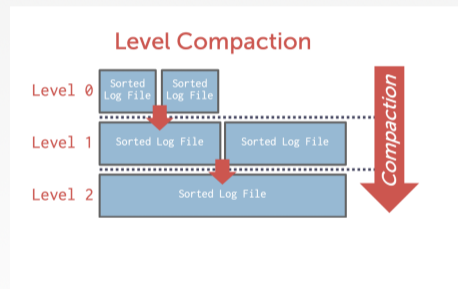 Level Compaction
Level 0
Sorted
Log File
Sorted
Log File
Level 1
Sorted Log File
Sorted Log File
Level 2
Sorted Log File
Compaction